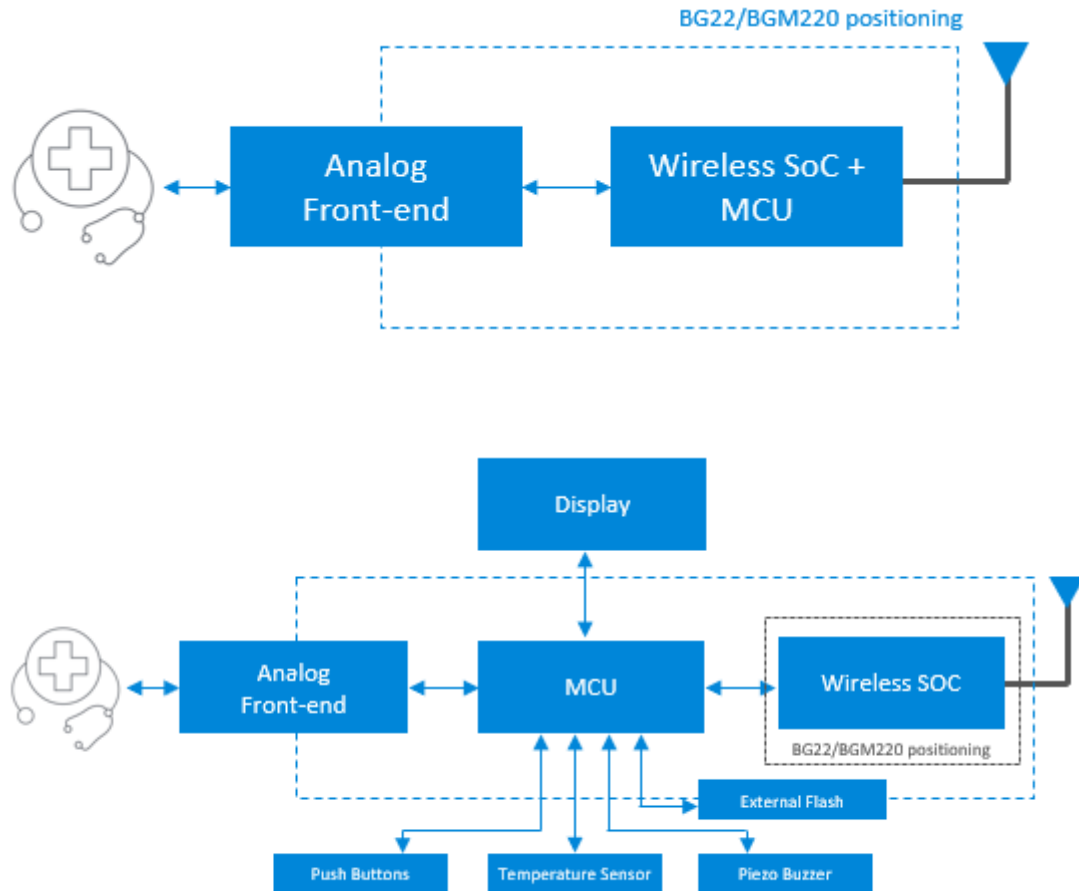 BG22/BGM220 positioning
Analog
Front-end
Wireless SoC +
MCU
Display
Analog
Front-end
MCU
Wireless SOC
BG22/BGM220 positioning
External Flash
Push Buttons
Temperature Sensor
Piezo Buzzer